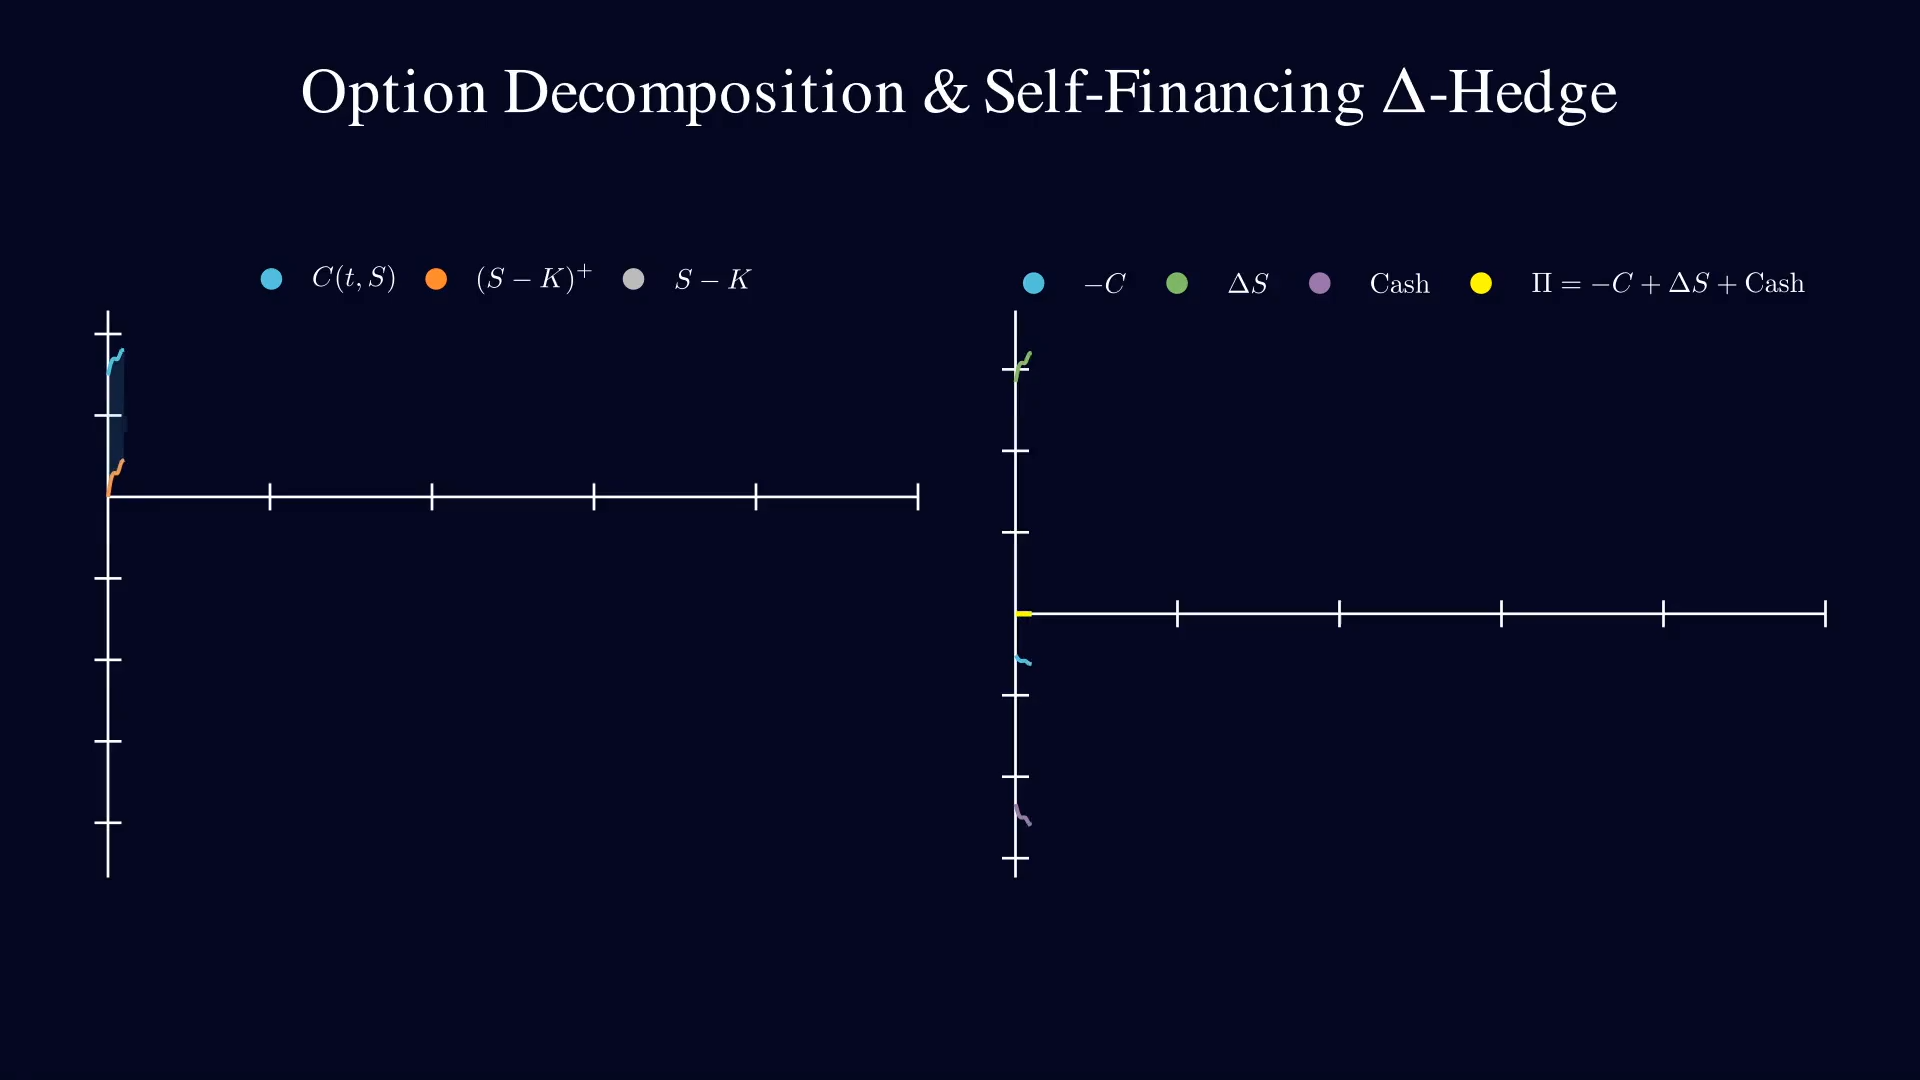 Option Decomposition & Self-Financing Δ-Hedge
C(t, S) (S − K)⁺ S − K
−C ΔS Cash Π = −C + ΔS + Cash